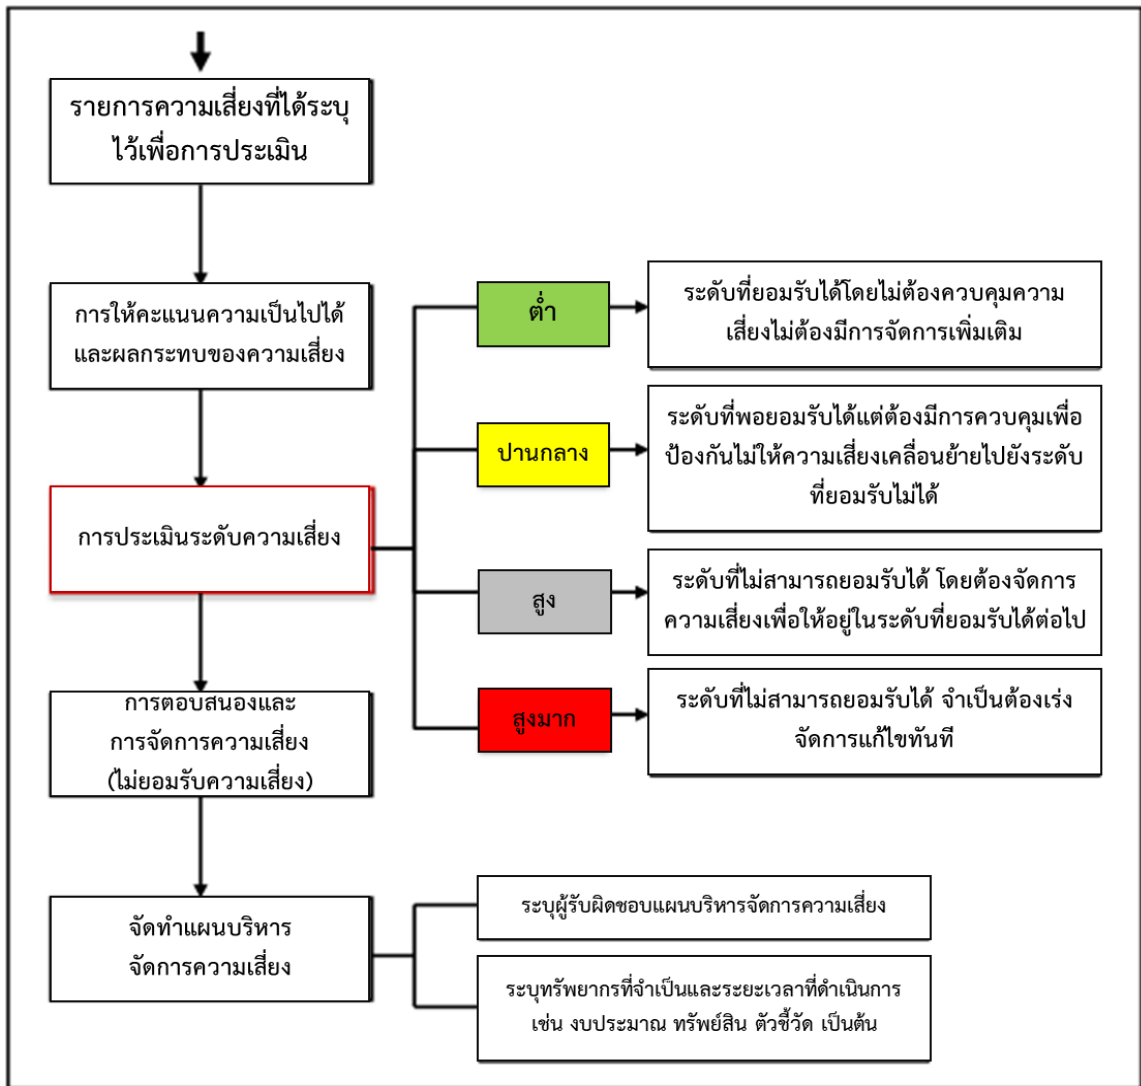 รายการความเสี่ยงที่ได้ระบุ
ไว้เพื่อการประเมิน
การให้คะแนนความเป็นไปได้
และผลกระทบของความเสี่ยง
การประเมินระดับความเสี่ยง
ต่ำ
ระดับที่ยอมรับได้โดยไม่ต้องควบคุมความ
เสี่ยงไม่ต้องมีการจัดการเพิ่มเติม
ปานกลาง
ระดับที่พอยอมรับได้แต่ต้องมีการควบคุมเพื่อ
ป้องกันไม่ให้ความเสี่ยงเคลื่อนย้ายไปยังระดับ
ที่ยอมรับไม่ได้
สูง
ระดับที่ไม่สามารถยอมรับได้ โดยต้องจัดการ
ความเสี่ยงเพื่อให้อยู่ในระดับที่ยอมรับได้ต่อไป
สูงมาก
ระดับที่ไม่สามารถยอมรับได้ จำเป็นต้องเร่ง
จัดการแก้ไขทันที
การตอบสนองและ
การจัดการความเสี่ยง
(ไม่ยอมรับความเสี่ยง)
จัดทำแผนบริหาร
จัดการความเสี่ยง
ระบุผู้รับผิดชอบแผนบริหารจัดการความเสี่ยง
ระบุทรัพยากรที่จำเป็นและระยะเวลาที่ดำเนินการ
เช่น งบประมาณ ทรัพย์สิน ตัวชี้วัด เป็นต้น